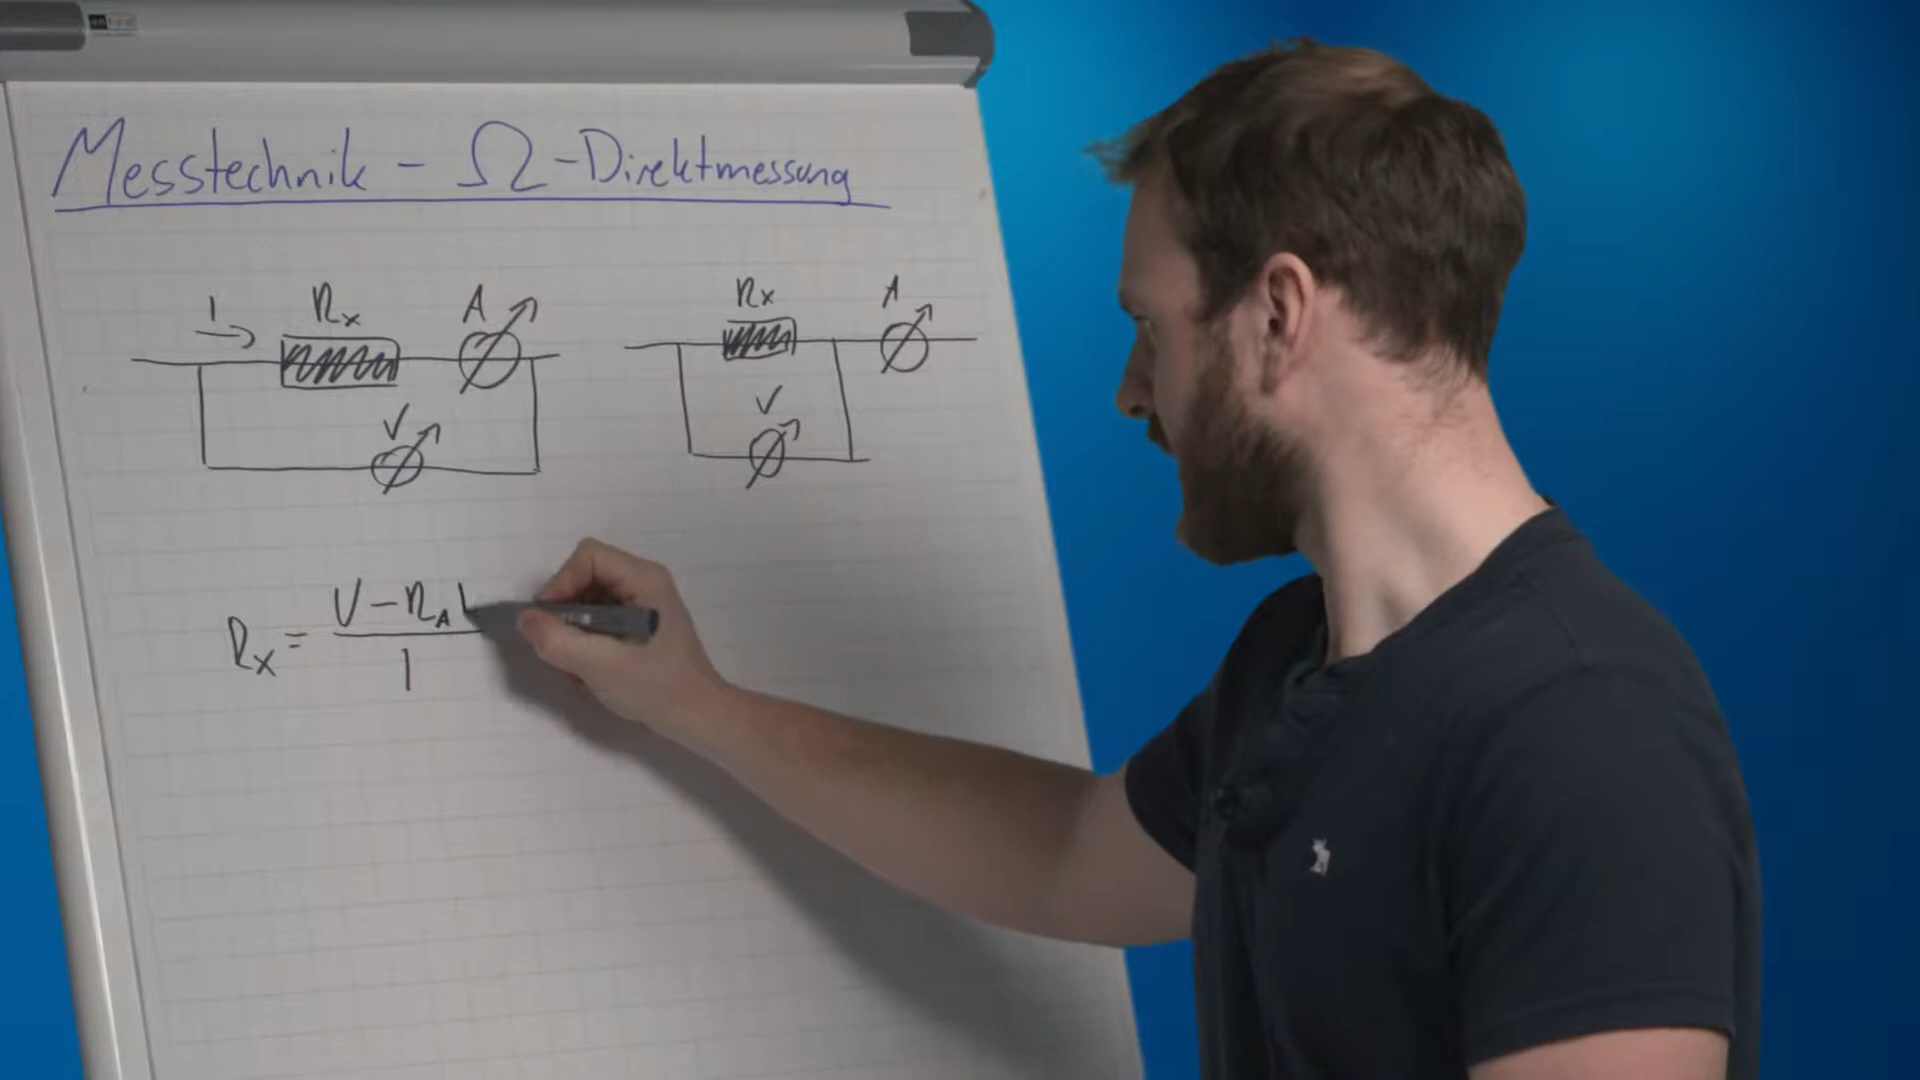 Messtechnik - Ω-Direktmessung
I Rx A Rx A
V V
Rx = V - RA I
I